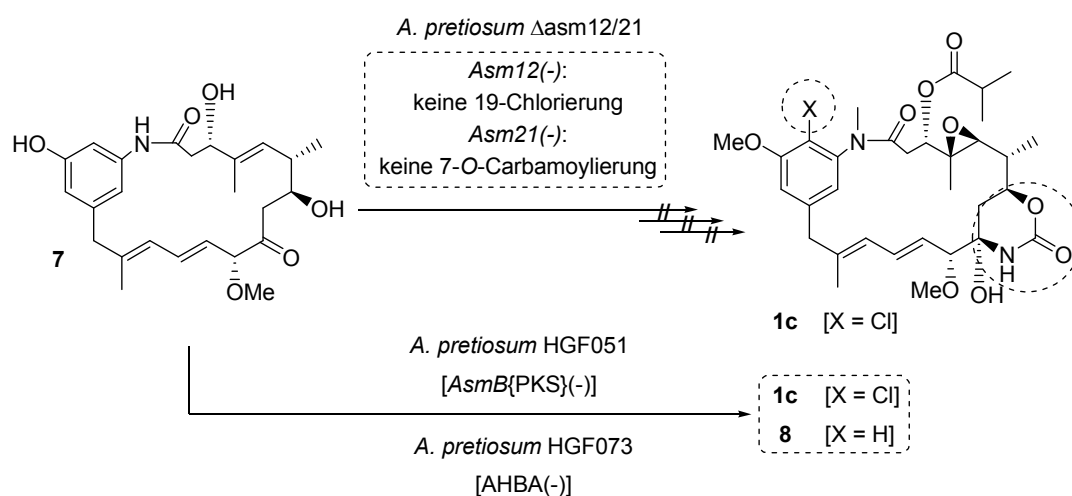 A. pretiosum Δasm12/21
Asm12(-):
keine 19-Chlorierung
Asm21(-):
keine 7-O-Carbamoylierung
HO
H
N
O
OH
OH
O
OMe
7
O
O
X
MeO
N
O
O
O
O
N
H
MeO
OH
1c [X = Cl]
A. pretiosum HGF051
[AsmB{PKS}(-)]
A. pretiosum HGF073
[AHBA(-)]
1c [X = Cl]
8 [X = H]